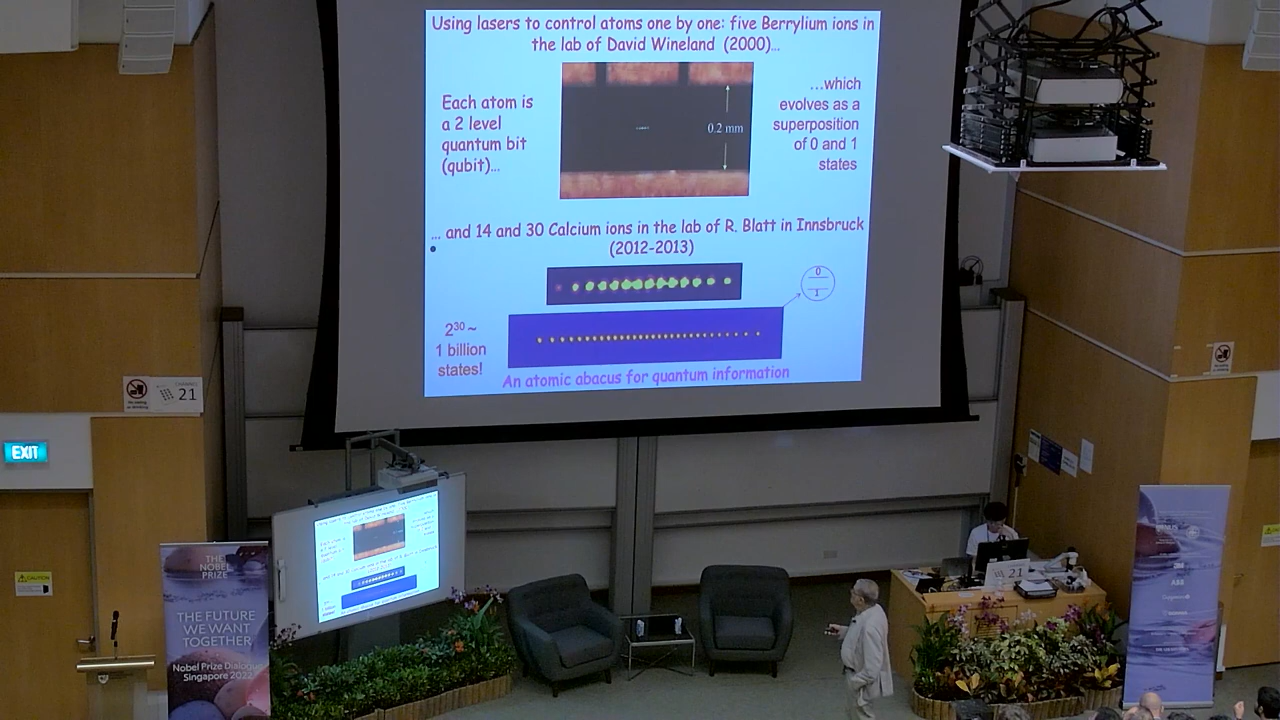 Using lasers to control atoms one by one: five Berrylium ions in
the lab of David Wineland (2000)...
Each atom is
a 2 level
quantum bit
(qubit)...
0.2 mm
...which
evolves as a
superposition
of 0 and 1
states
... and 14 and 30 Calcium ions in the lab of R. Blatt in Innsbruck
(2012-2013)
0
1
2³⁰ ~
1 billion
states!
An atomic abacus for quantum information
21
EXIT
CAUTION
THE
NOBEL
PRIZE
THE FUTURE
WE WANT
TOGETHER
Nobel Prize Dialogue
Singapore 2022
21